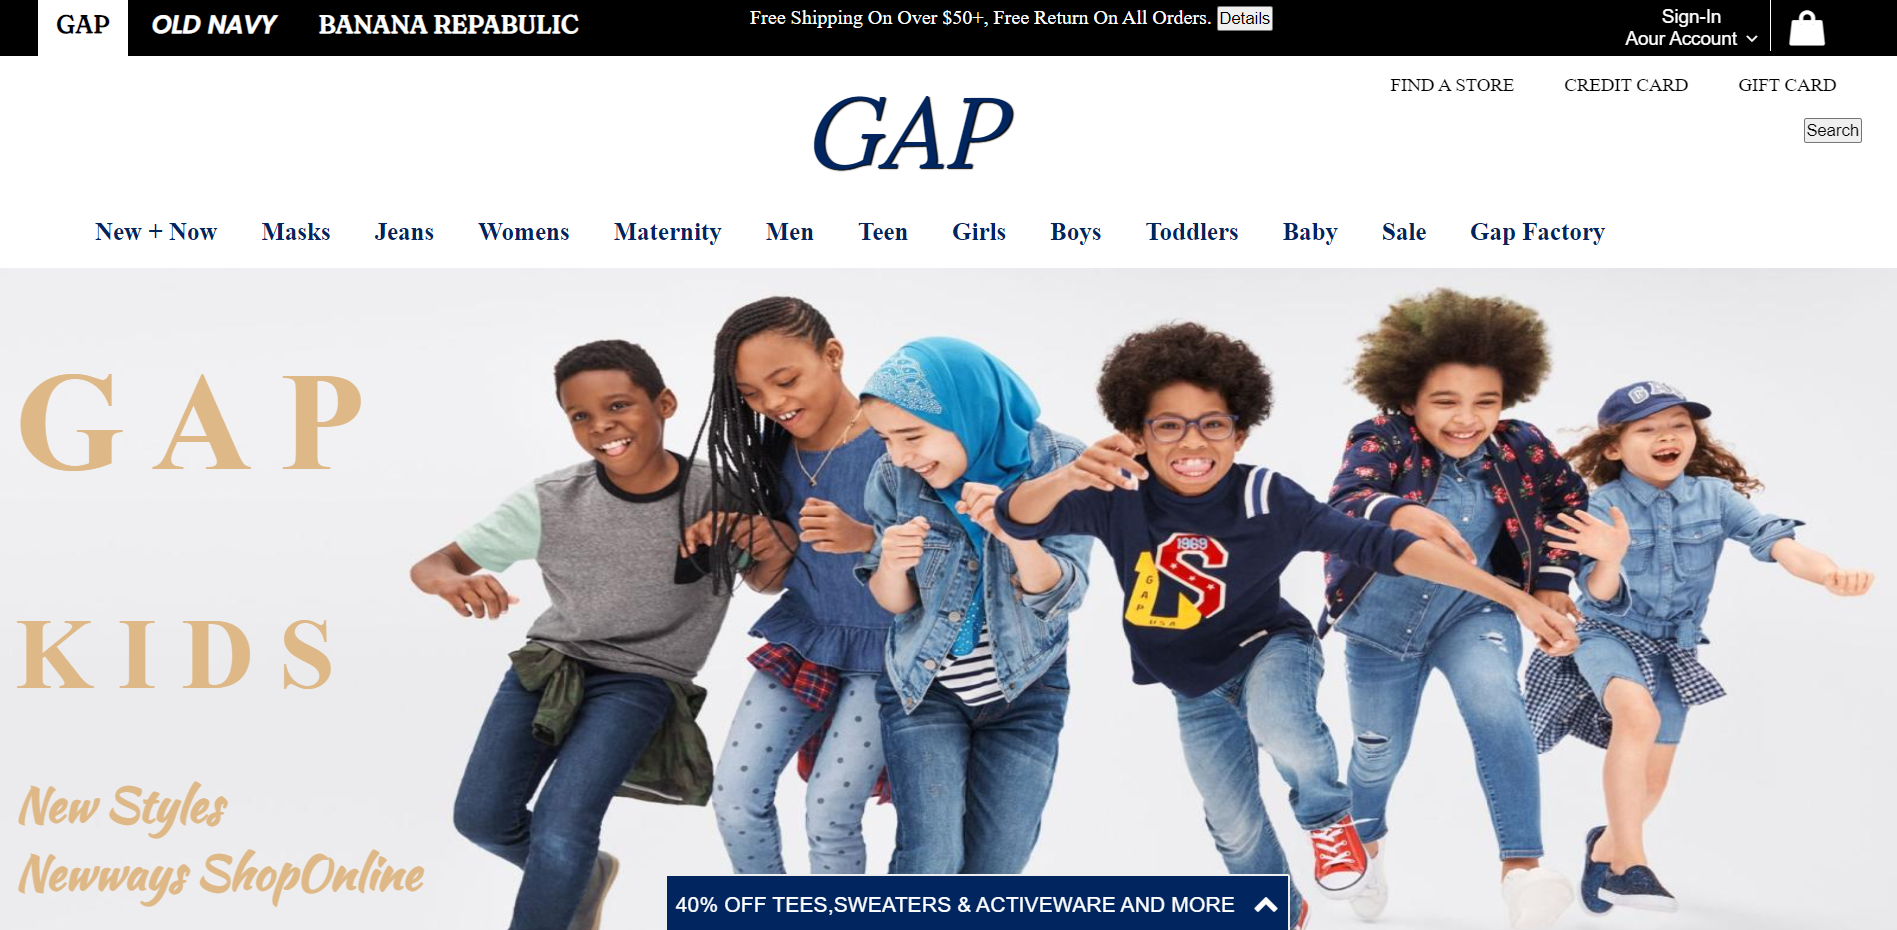 GAP OLD NAVY BANANA REPABULIC Free Shipping On Over $50+, Free Return On All Orders. Details Sign-In
Aour Account
FIND A STORE CREDIT CARD GIFT CARD
GAP
Search
New + Now Masks Jeans Womens Maternity Men Teen Girls Boys Toddlers Baby Sale Gap Factory
GAP
KIDS
New Styles
Newways ShopOnline
1969
GAP
USA
40% OFF TEES,SWEATERS & ACTIVEWARE AND MORE